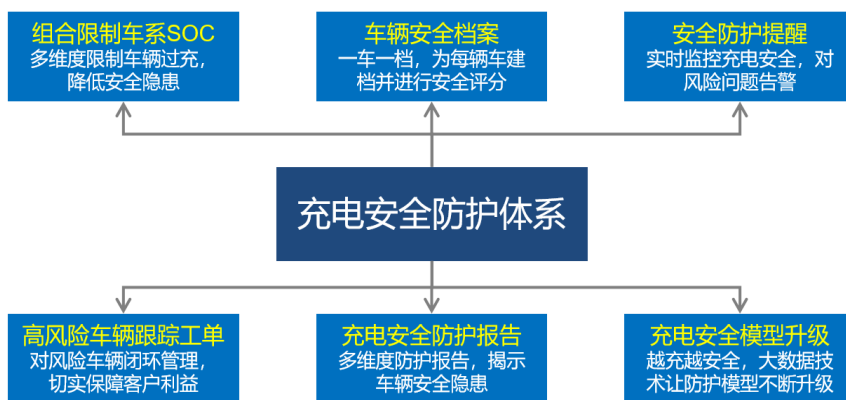 组合限制车系SOC
多维度限制车辆过充，
降低安全隐患
车辆安全档案
一车一档，为每辆车建
档并进行安全评分
安全防护提醒
实时监控充电安全，对
风险问题告警
充电安全防护体系
高风险车辆跟踪工单
对风险车辆闭环管理，
切实保障客户利益
充电安全防护报告
多维度防护报告，揭示
车辆安全隐患
充电安全模型升级
越充越安全，大数据技
术让防护模型不断升级